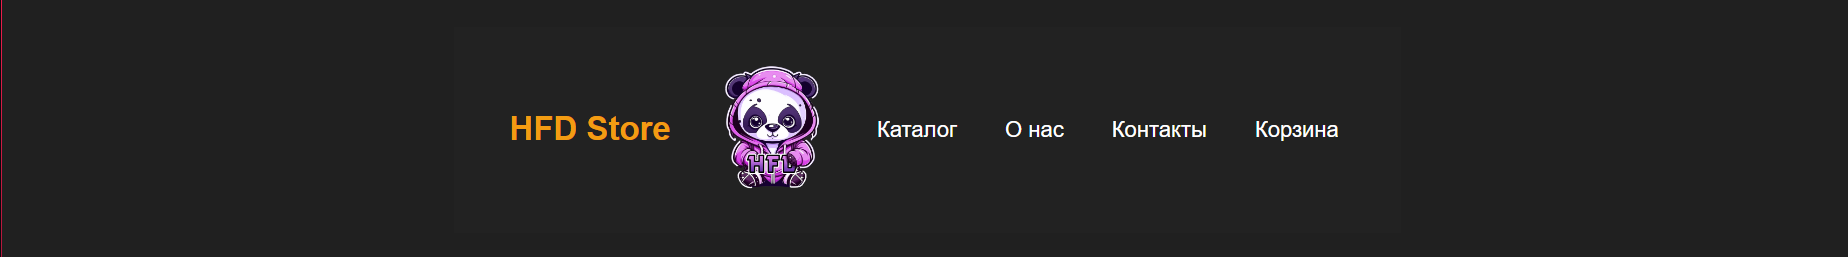 HFD Store
HFD
Каталог
О нас
Контакты
Корзина